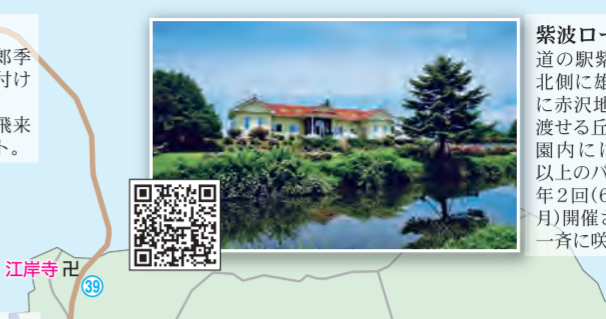 郎季
付け
飛来
ト。
紫波ロー
道の駅紫
北側に雄
に赤沢地
渡せる丘
園内には
以上のバ
年2回(6
月)開催さ
一斉に咲
江岸寺卍
39